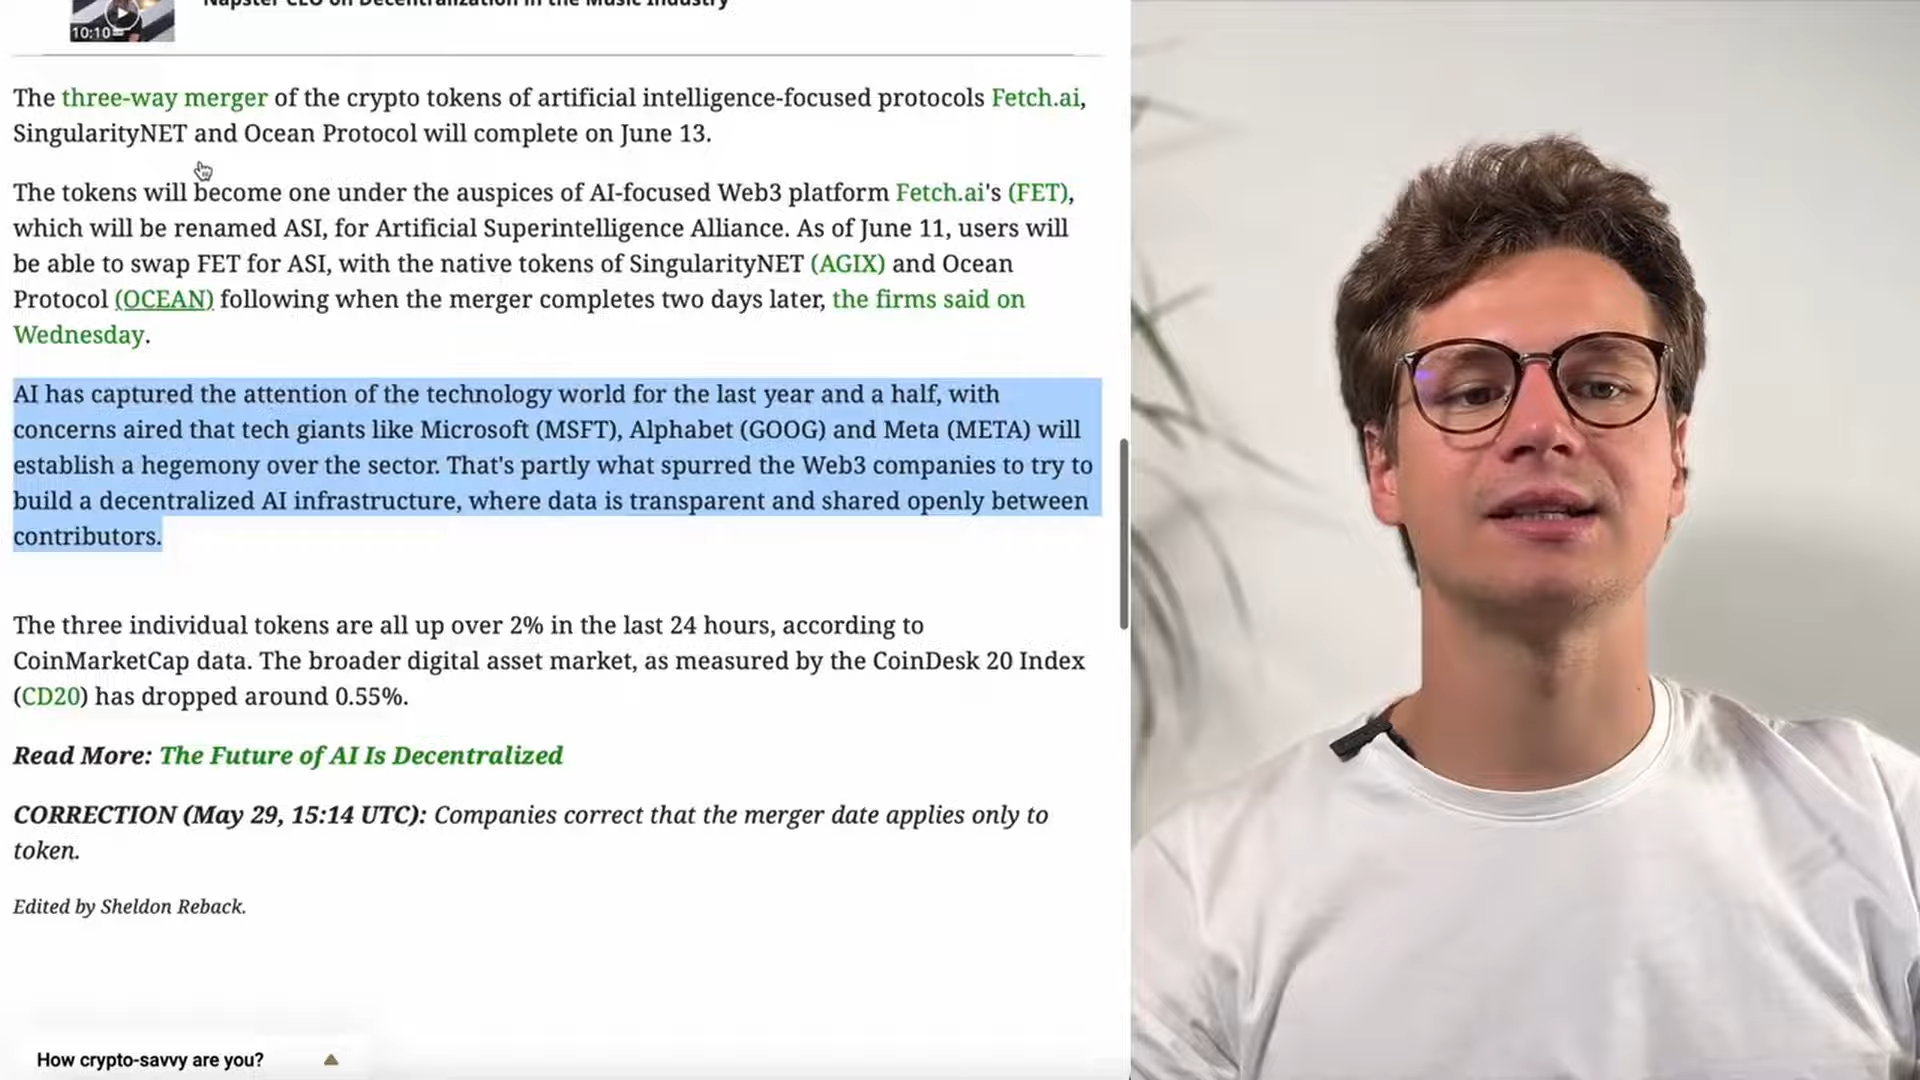 Napster CEO on Decentralization in the Music Industry
10:10
The three-way merger of the crypto tokens of artificial intelligence-focused protocols Fetch.ai,
SingularityNET and Ocean Protocol will complete on June 13.
The tokens will become one under the auspices of AI-focused Web3 platform Fetch.ai's (FET),
which will be renamed ASI, for Artificial Superintelligence Alliance. As of June 11, users will
be able to swap FET for ASI, with the native tokens of SingularityNET (AGIX) and Ocean
Protocol (OCEAN) following when the merger completes two days later, the firms said on
Wednesday.
AI has captured the attention of the technology world for the last year and a half, with
concerns aired that tech giants like Microsoft (MSFT), Alphabet (GOOG) and Meta (META) will
establish a hegemony over the sector. That's partly what spurred the Web3 companies to try to
build a decentralized AI infrastructure, where data is transparent and shared openly between
contributors.
The three individual tokens are all up over 2% in the last 24 hours, according to
CoinMarketCap data. The broader digital asset market, as measured by the CoinDesk 20 Index
(CD20) has dropped around 0.55%.
Read More: The Future of AI Is Decentralized
CORRECTION (May 29, 15:14 UTC): Companies correct that the merger date applies only to
token.
Edited by Sheldon Reback.
How crypto-savvy are you?